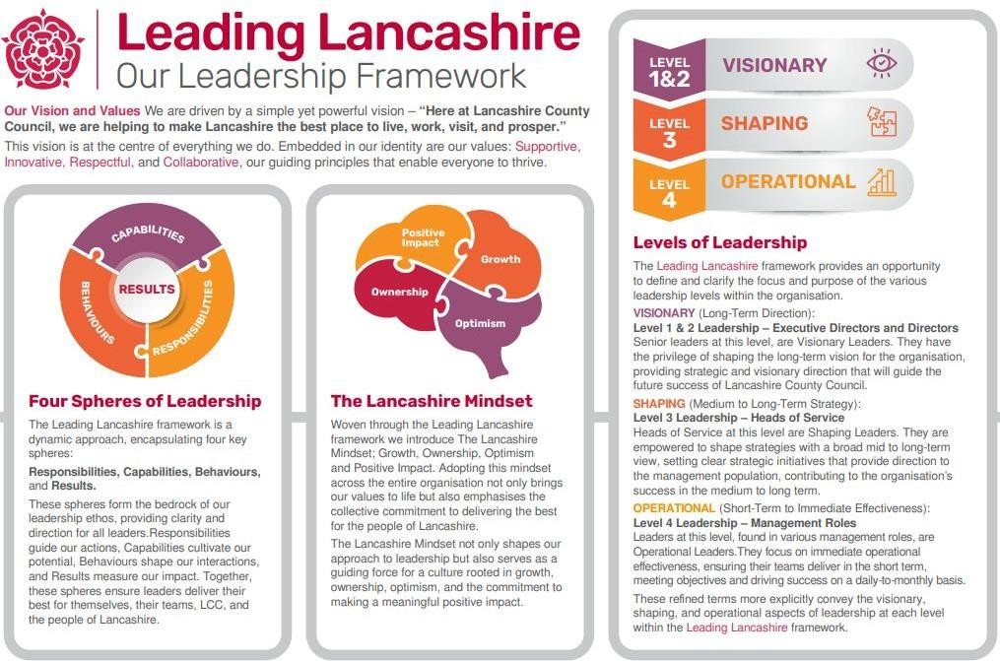 Leading Lancashire
Our Leadership Framework
Our Vision and Values We are driven by a simple yet powerful vision – “Here at Lancashire County
Council, we are helping to make Lancashire the best place to live, work, visit, and prosper.”
This vision is at the centre of everything we do. Embedded in our identity are our values: Supportive,
Innovative, Respectful, and Collaborative, our guiding principles that enable everyone to thrive.
CAPABILITIES
BEHAVIOURS
RESULTS
RESPONSIBILITIES
Four Spheres of Leadership
The Leading Lancashire framework is a
dynamic approach, encapsulating four key
spheres:
Responsibilities, Capabilities, Behaviours,
and Results.
These spheres form the bedrock of our
leadership ethos, providing clarity and
direction for all leaders.Responsibilities
guide our actions, Capabilities cultivate our
potential, Behaviours shape our interactions,
and Results measure our impact. Together,
these spheres ensure leaders deliver their
best for themselves, their teams, LCC, and
the people of Lancashire.
Positive
Impact
Growth
Ownership
Optimism
The Lancashire Mindset
Woven through the Leading Lancashire
framework we introduce The Lancashire
Mindset; Growth, Ownership, Optimism
and Positive Impact. Adopting this mindset
across the entire organisation not only brings
our values to life but also emphasises the
collective commitment to delivering the best
for the people of Lancashire.
The Lancashire Mindset not only shapes our
approach to leadership but also serves as a
guiding force for a culture rooted in growth,
ownership, optimism, and the commitment to
making a meaningful positive impact.
LEVEL
1&2
VISIONARY
LEVEL
3
SHAPING
LEVEL
4
OPERATIONAL
Levels of Leadership
The Leading Lancashire framework provides an opportunity
to define and clarify the focus and purpose of the various
leadership levels within the organisation.
VISIONARY (Long-Term Direction):
Level 1 & 2 Leadership – Executive Directors and Directors
Senior leaders at this level, are Visionary Leaders. They have
the privilege of shaping the long-term vision for the organisation,
providing strategic and visionary direction that will guide the
future success of Lancashire County Council.
SHAPING (Medium to Long-Term Strategy):
Level 3 Leadership – Heads of Service
Heads of Service at this level are Shaping Leaders. They are
empowered to shape strategies with a broad mid to long-term
view, setting clear strategic initiatives that provide direction to
the management population, contributing to the organisation’s
success in the medium to long term.
OPERATIONAL (Short-Term to Immediate Effectiveness):
Level 4 Leadership – Management Roles
Leaders at this level, found in various management roles, are
Operational Leaders.They focus on immediate operational
effectiveness, ensuring their teams deliver in the short term,
meeting objectives and driving success on a daily-to-monthly basis.
These refined terms more explicitly convey the visionary,
shaping, and operational aspects of leadership at each level
within the Leading Lancashire framework.